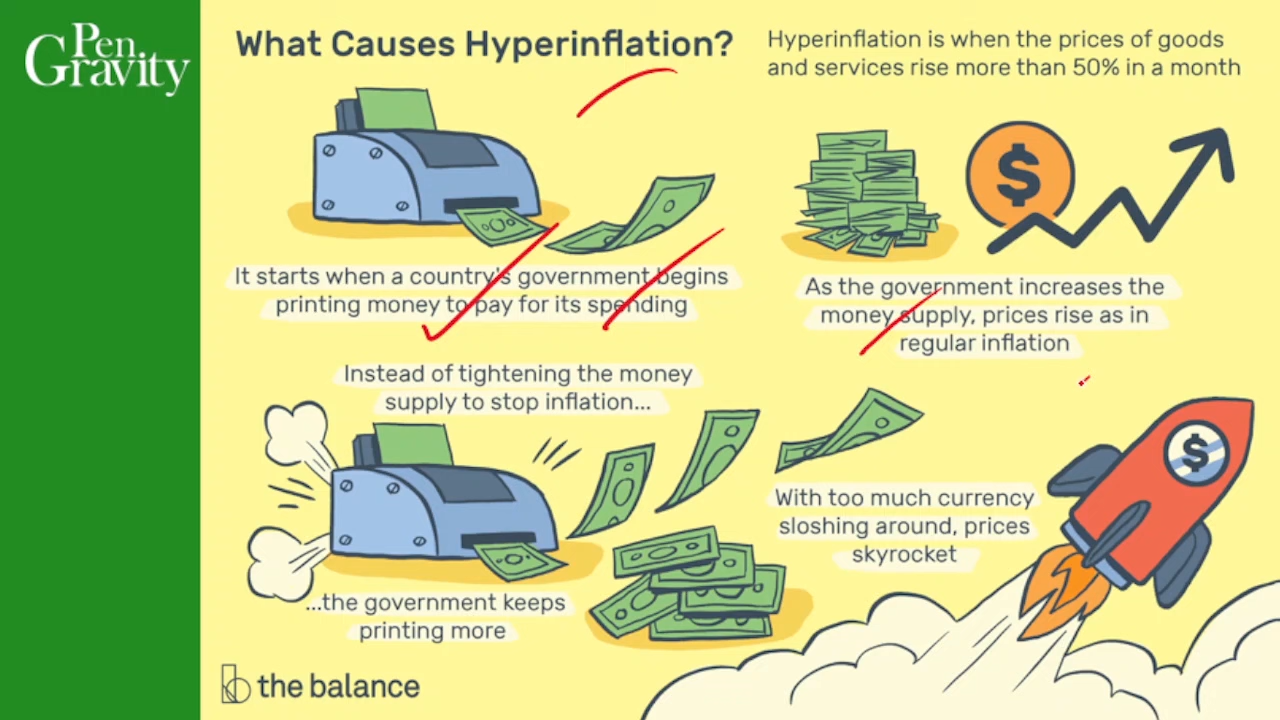 Pen
Gravity
What Causes Hyperinflation?
Hyperinflation is when the prices of goods
and services rise more than 50% in a month
$
It starts when a country's government begins
printing money to pay for its spending
As the government increases the
money supply, prices rise as in
regular inflation
Instead of tightening the money
supply to stop inflation...
$
With too much currency
sloshing around, prices
skyrocket
...the government keeps
printing more
b the balance